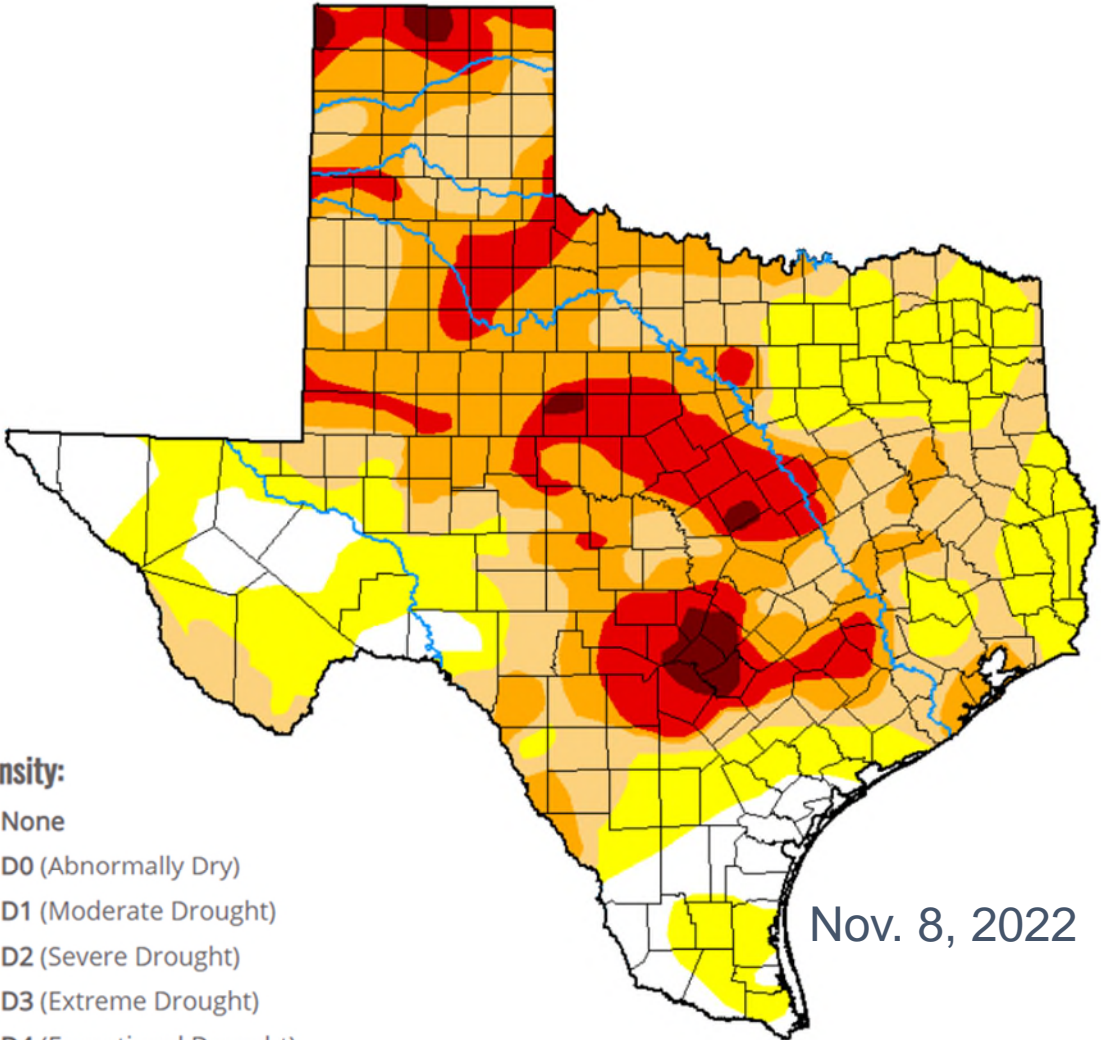 nsity:
None
D0 (Abnormally Dry)
D1 (Moderate Drought)
D2 (Severe Drought)
D3 (Extreme Drought)
Nov. 8, 2022